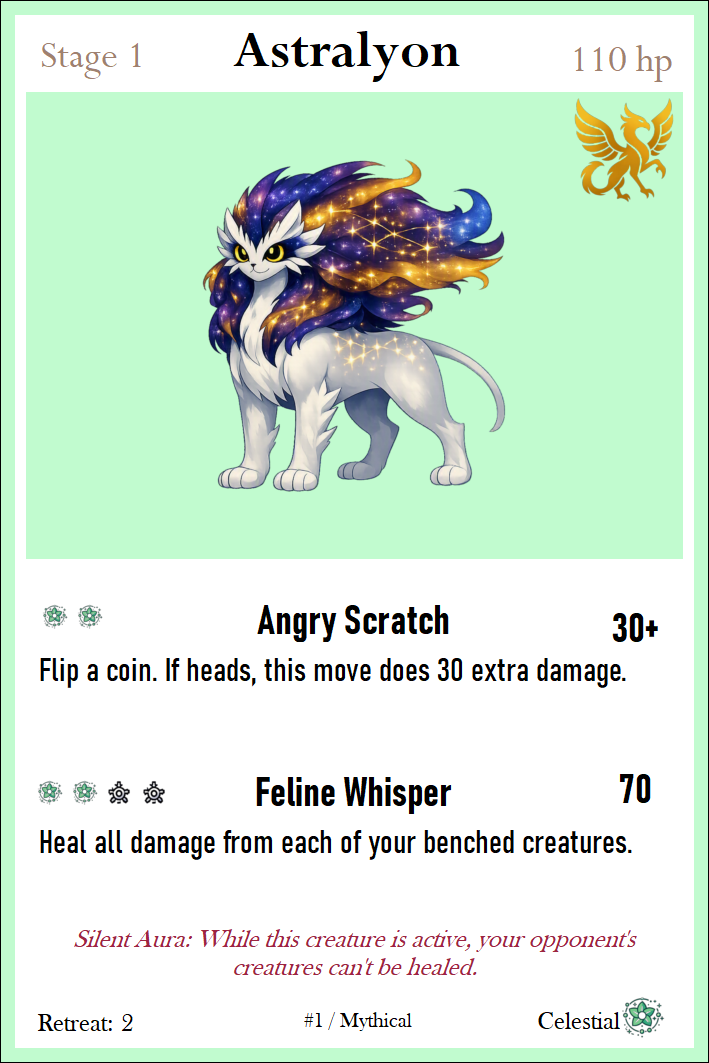 Stage 1
Astralyon
110 hp
Angry Scratch
30+
Flip a coin. If heads, this move does 30 extra damage.
Feline Whisper
70
Heal all damage from each of your benched creatures.
Silent Aura: While this creature is active, your opponent's
creatures can't be healed.
Retreat: 2
#1 / Mythical
Celestial